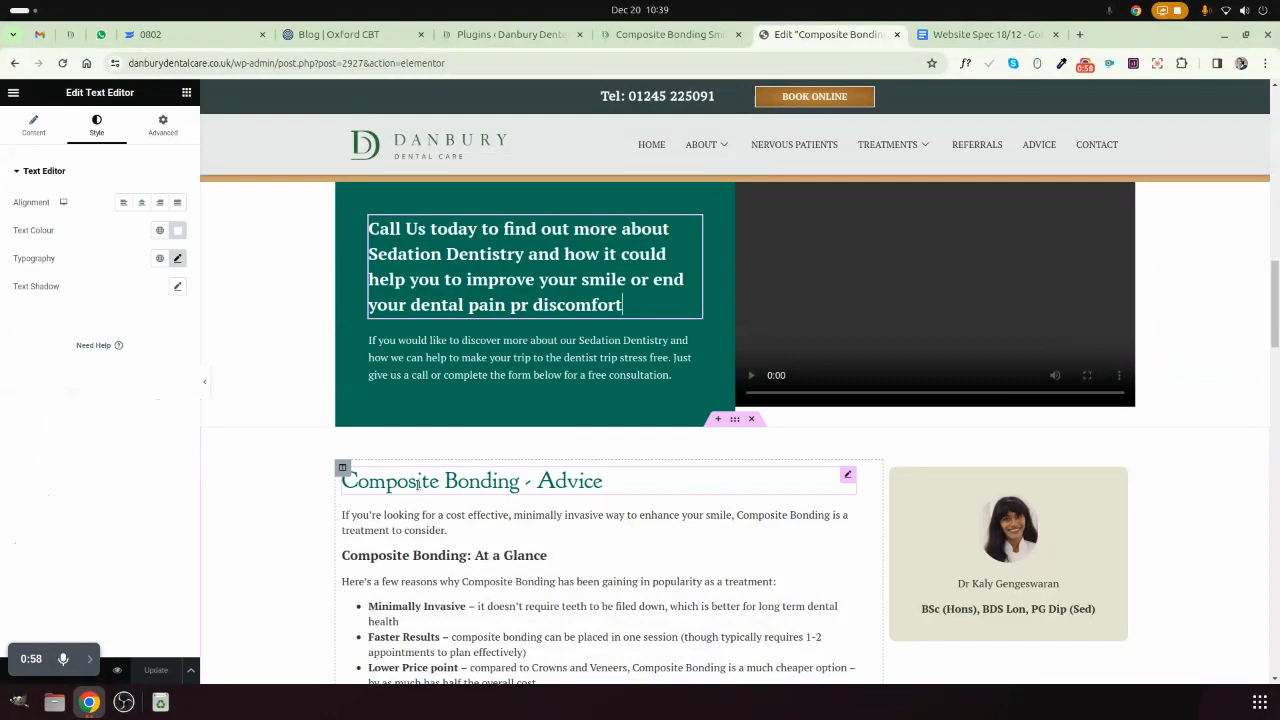 Dec 20 10:39
0802
Blog | Oxford CBT
Plugins ‹ Danbury Dent
Composite Bonding Smi
Edit "Composite Bonding
Website Spec 18/12 - Go
danburydentalcare.co.uk/wp-admin/post.php?post=2927&action=elementor
0:58
Edit Text Editor
Content
Style
Advanced
Text Editor
Alignment
Text Colour
Typography
Text Shadow
Need Help
0:58
Update
Tel: 01245 225091
BOOK ONLINE
DANBURY
DENTAL CARE
HOME
ABOUT
NERVOUS PATIENTS
TREATMENTS
REFERRALS
ADVICE
CONTACT
Call Us today to find out more about
Sedation Dentistry and how it could
help you to improve your smile or end
your dental pain pr discomfort
If you would like to discover more about our Sedation Dentistry and
how we can help to make your trip to the dentist trip stress free. Just
give us a call or complete the form below for a free consultation.
0:00
Composite Bonding - Advice
If you're looking for a cost effective, minimally invasive way to enhance your smile, Composite Bonding is a
treatment to consider.
Composite Bonding: At a Glance
Here's a few reasons why Composite Bonding has been gaining in popularity as a treatment:
Minimally Invasive – it doesn't require teeth to be filed down, which is better for long term dental
health
Faster Results – composite bonding can be placed in one session (though typically requires 1-2
appointments to plan effectively)
Lower Price point – compared to Crowns and Veneers, Composite Bonding is a much cheaper option –
by as much has half the overall cost
Dr Kaly Gengeswaran
BSc (Hons), BDS Lon, PG Dip (Sed)